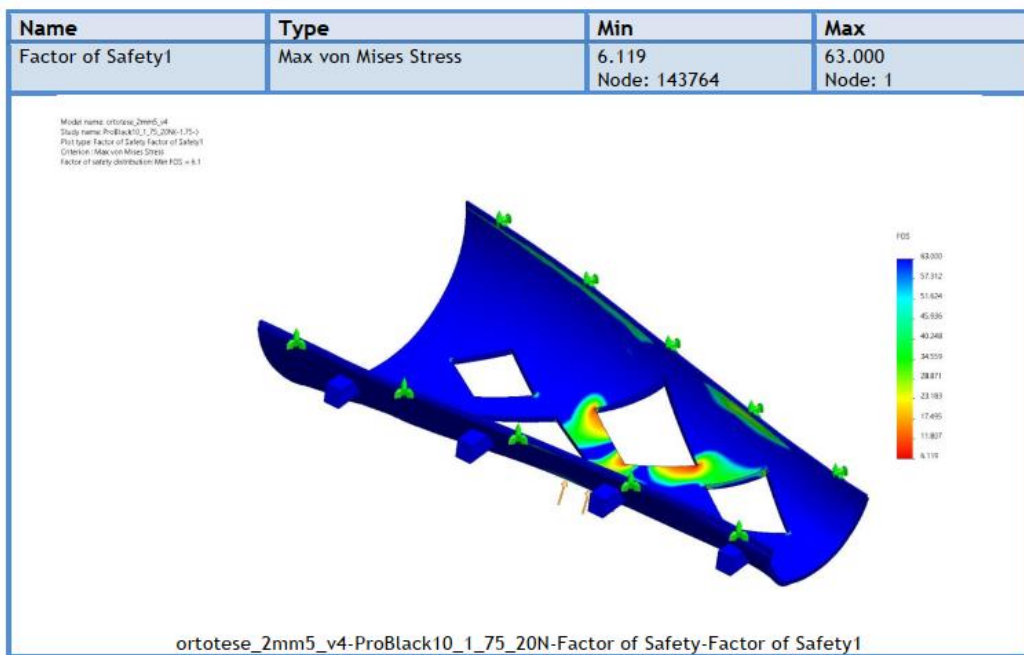 Name Type Min Max
Factor of Safety1 Max von Mises Stress 6.119 63.000
Node: 143764 Node: 1
Model name: ortotese_2mm5_v4
Study name: ProBlack10_1_75_20N(-1.75-)
Plot type: Factor of Safety Factor of Safety1
Criterion : Max von Mises Stress
Factor of safety distribution: Min FOS = 6.1
FOS
63.000
57.312
51.624
45.936
40.248
34.559
28.871
23.183
17.495
11.807
6.119
ortotese_2mm5_v4-ProBlack10_1_75_20N-Factor of Safety-Factor of Safety1